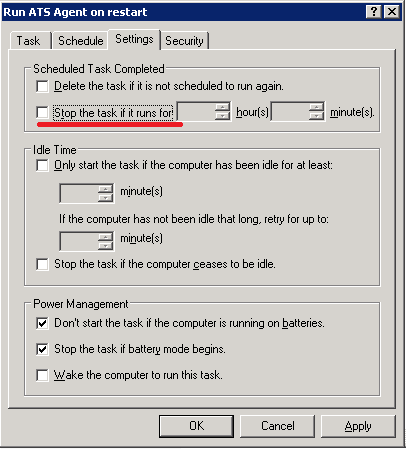 Run ATS Agent on restart
Task Schedule Settings Security
Scheduled Task Completed
Delete the task if it is not scheduled to run again.
Stop the task if it runs for hour(s) minute(s).
Idle Time
Only start the task if the computer has been idle for at least:
minute(s)
If the computer has not been idle that long, retry for up to:
minute(s)
Stop the task if the computer ceases to be idle.
Power Management
Don't start the task if the computer is running on batteries.
Stop the task if battery mode begins.
Wake the computer to run this task.
OK Cancel Apply